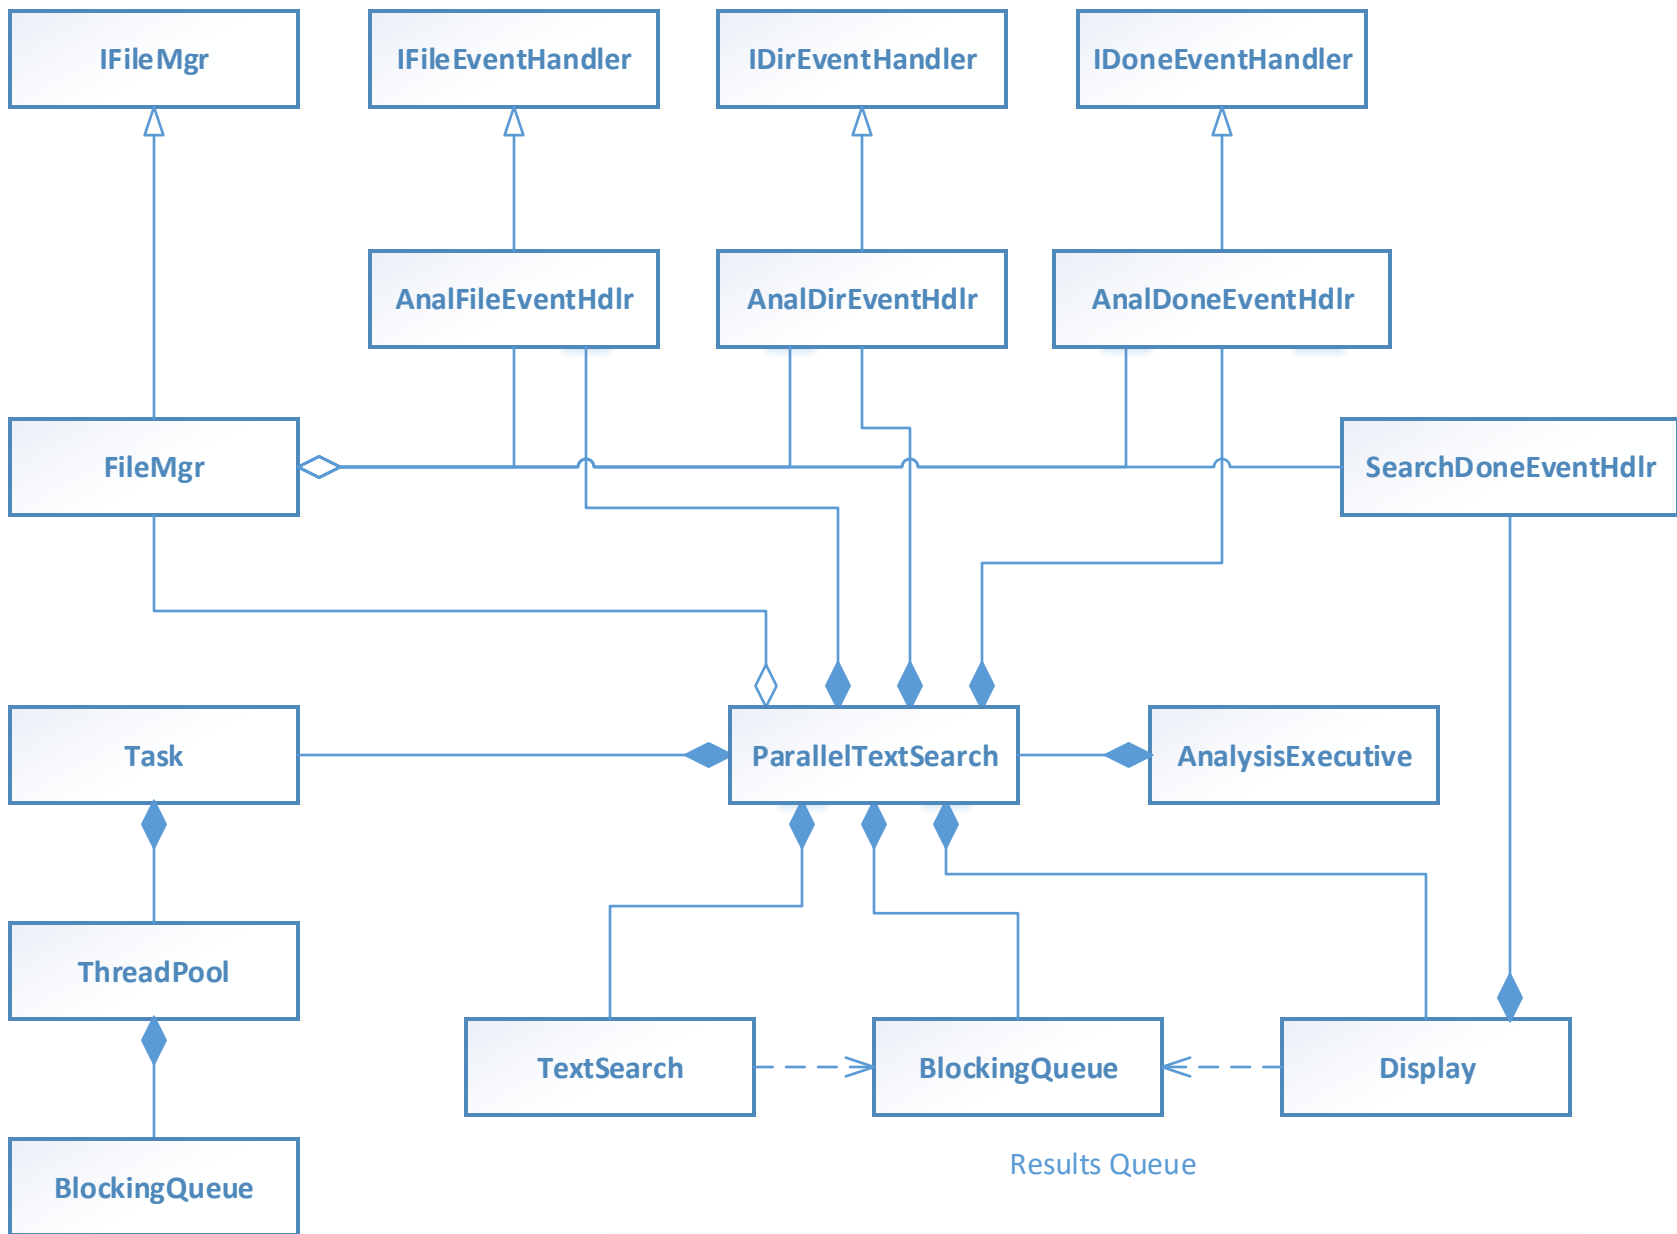 IFileMgr
IFileEventHandler
IDirEventHandler
IDoneEventHandler
AnalFileEventHdlr
AnalDirEventHdlr
AnalDoneEventHdlr
FileMgr
SearchDoneEventHdlr
Task
ParallelTextSearch
AnalysisExecutive
ThreadPool
TextSearch
BlockingQueue
Display
Results Queue
BlockingQueue